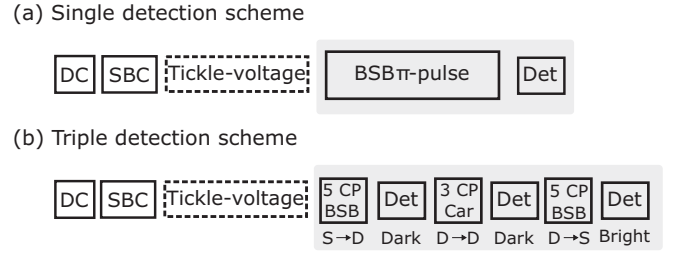 (a) Single detection scheme
DC SBC Tickle-voltage BSBπ-pulse Det
(b) Triple detection scheme
DC SBC Tickle-voltage 5 CP BSB Det 3 CP Car Det 5 CP BSB Det
S→D Dark D→D Dark D→S Bright